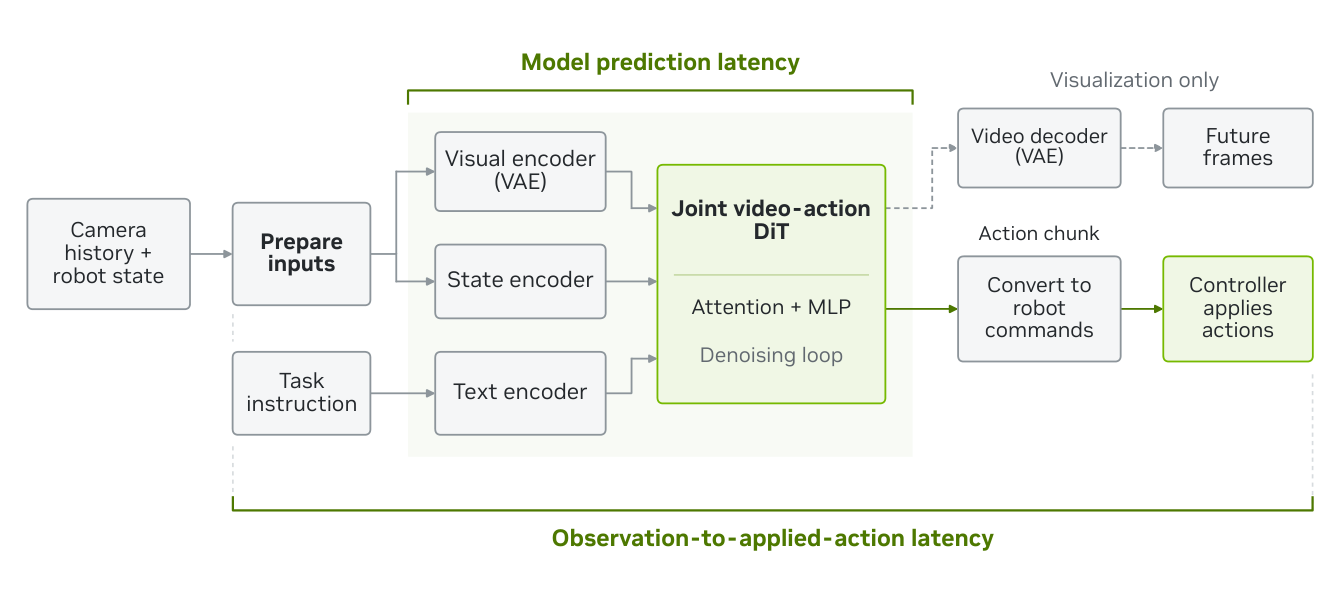 Model prediction latency
Visualization only
Camera
history +
robot state
Prepare
inputs
Task
instruction
Visual encoder
(VAE)
State encoder
Text encoder
Joint video-action
DiT
Attention + MLP
Denoising loop
Video decoder
(VAE)
Future
frames
Action chunk
Convert to
robot
commands
Controller
applies
actions
Observation-to-applied-action latency